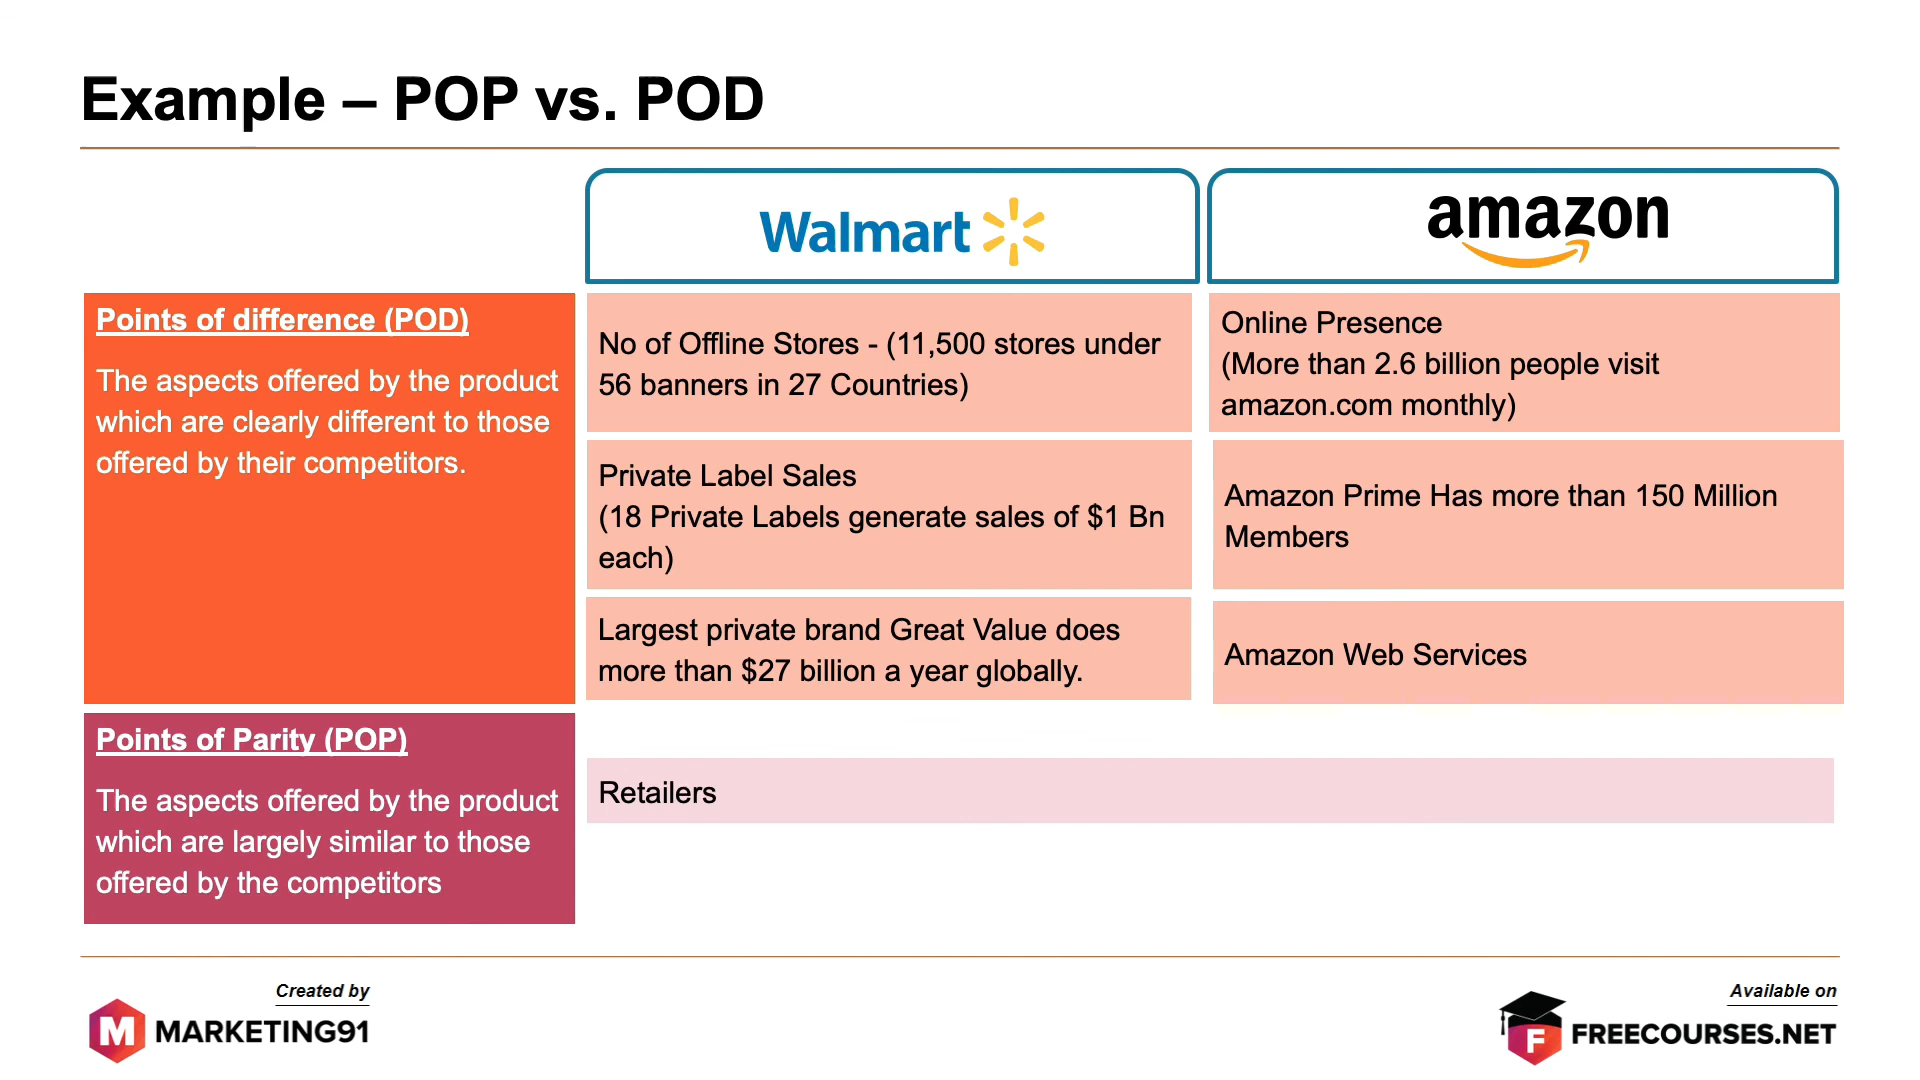 Example – POP vs. POD
Walmart
amazon
Points of difference (POD)
The aspects offered by the product
which are clearly different to those
offered by their competitors.
No of Offline Stores - (11,500 stores under
56 banners in 27 Countries)
Online Presence
(More than 2.6 billion people visit
amazon.com monthly)
Private Label Sales
(18 Private Labels generate sales of $1 Bn
each)
Amazon Prime Has more than 150 Million
Members
Largest private brand Great Value does
more than $27 billion a year globally.
Amazon Web Services
Points of Parity (POP)
The aspects offered by the product
which are largely similar to those
offered by the competitors
Retailers
Created by
M MARKETING91
Available on
F FREECOURSES.NET